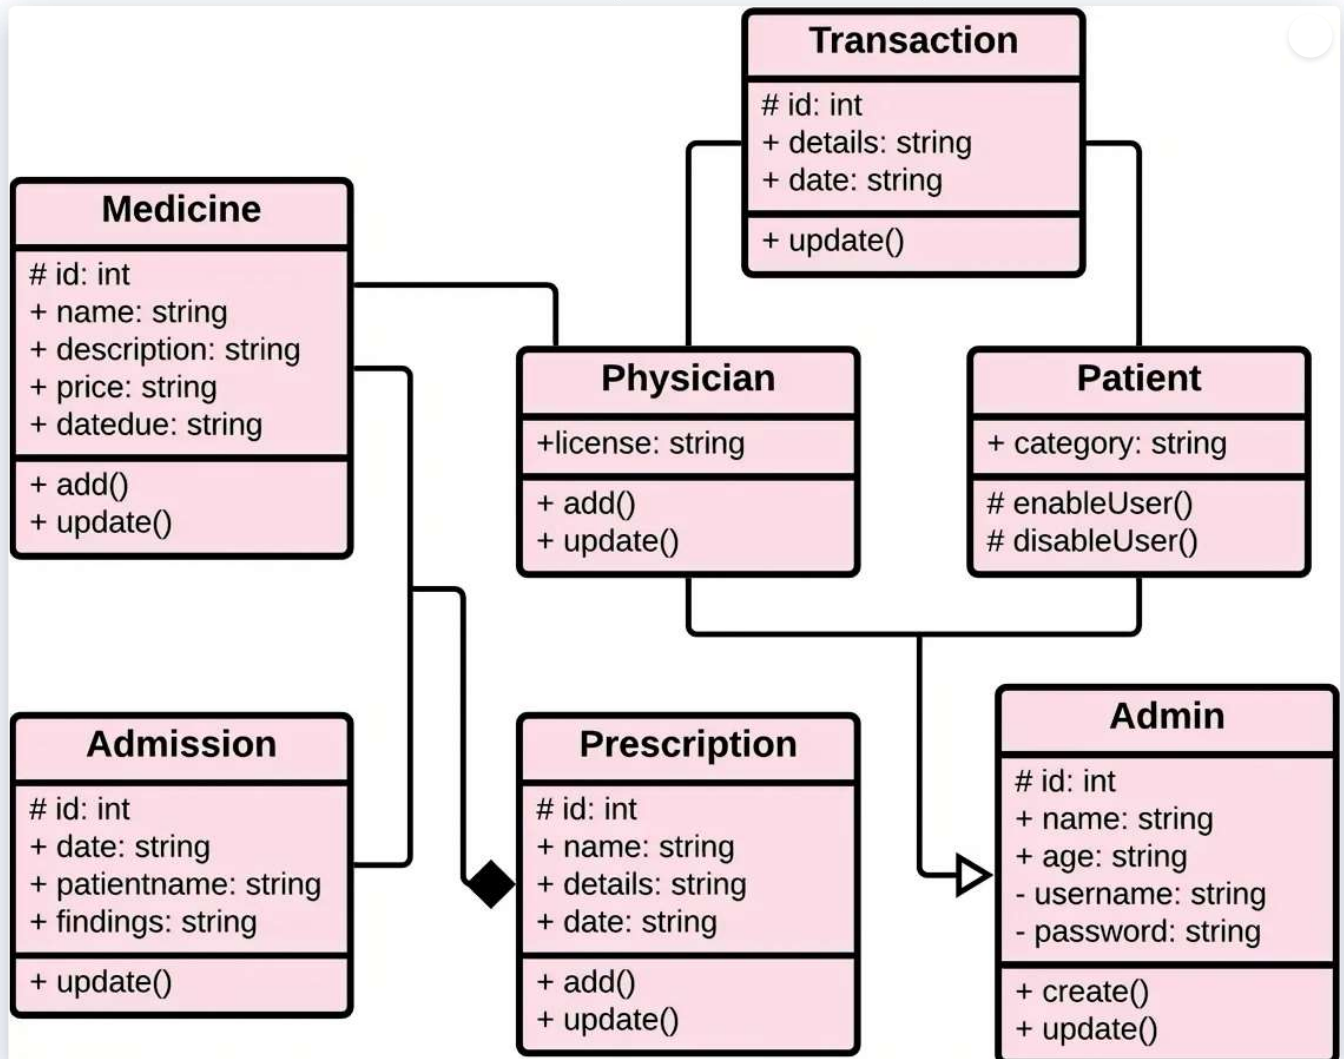 Transaction
# id: int
+ details: string
+ date: string
+ update()
Medicine
# id: int
+ name: string
+ description: string
+ price: string
+ datedue: string
+ add()
+ update()
Physician
+license: string
+ add()
+ update()
Patient
+ category: string
# enableUser()
# disableUser()
Admission
# id: int
+ date: string
+ patientname: string
+ findings: string
+ update()
Prescription
# id: int
+ name: string
+ details: string
+ date: string
+ add()
+ update()
Admin
# id: int
+ name: string
+ age: string
- username: string
- password: string
+ create()
+ update()